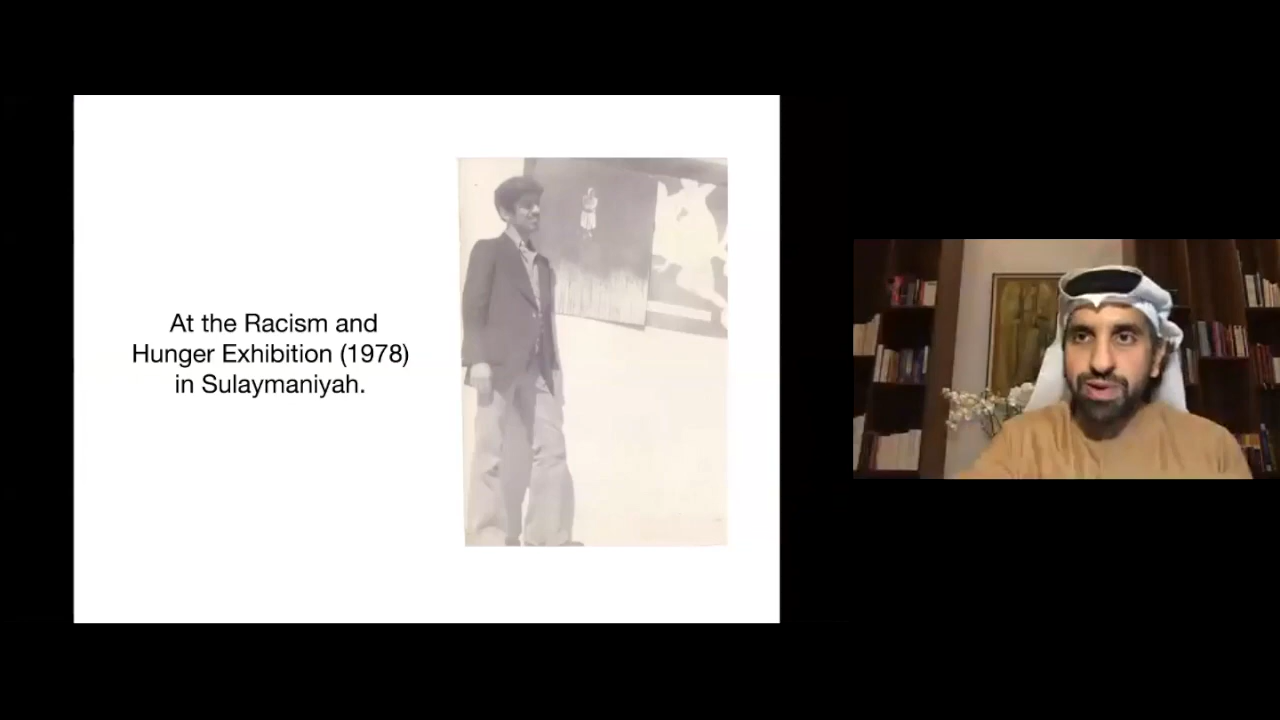 At the Racism and
Hunger Exhibition (1978)
in Sulaymaniyah.